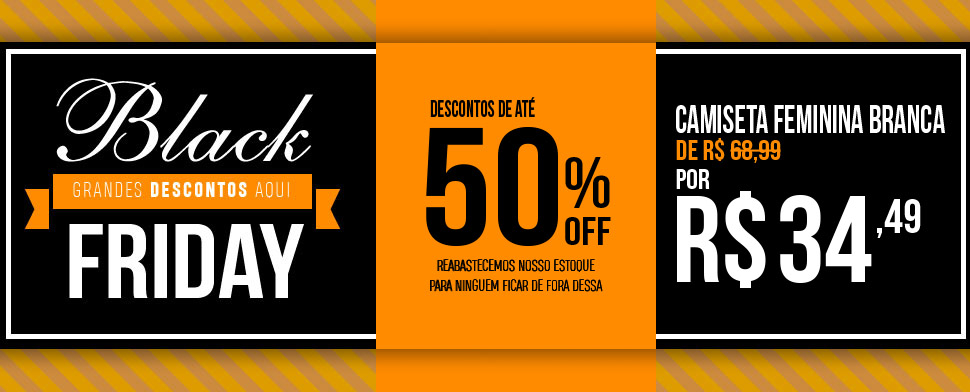 Black
GRANDES DESCONTOS AQUI
FRIDAY
DESCONTOS DE ATÉ
50%
OFF
REABASTECEMOS NOSSO ESTOQUE
PARA NINGUEM FICAR DE FORA DESSA
CAMISETA FEMININA BRANCA
DE R$ 68,99
POR
R$34,49